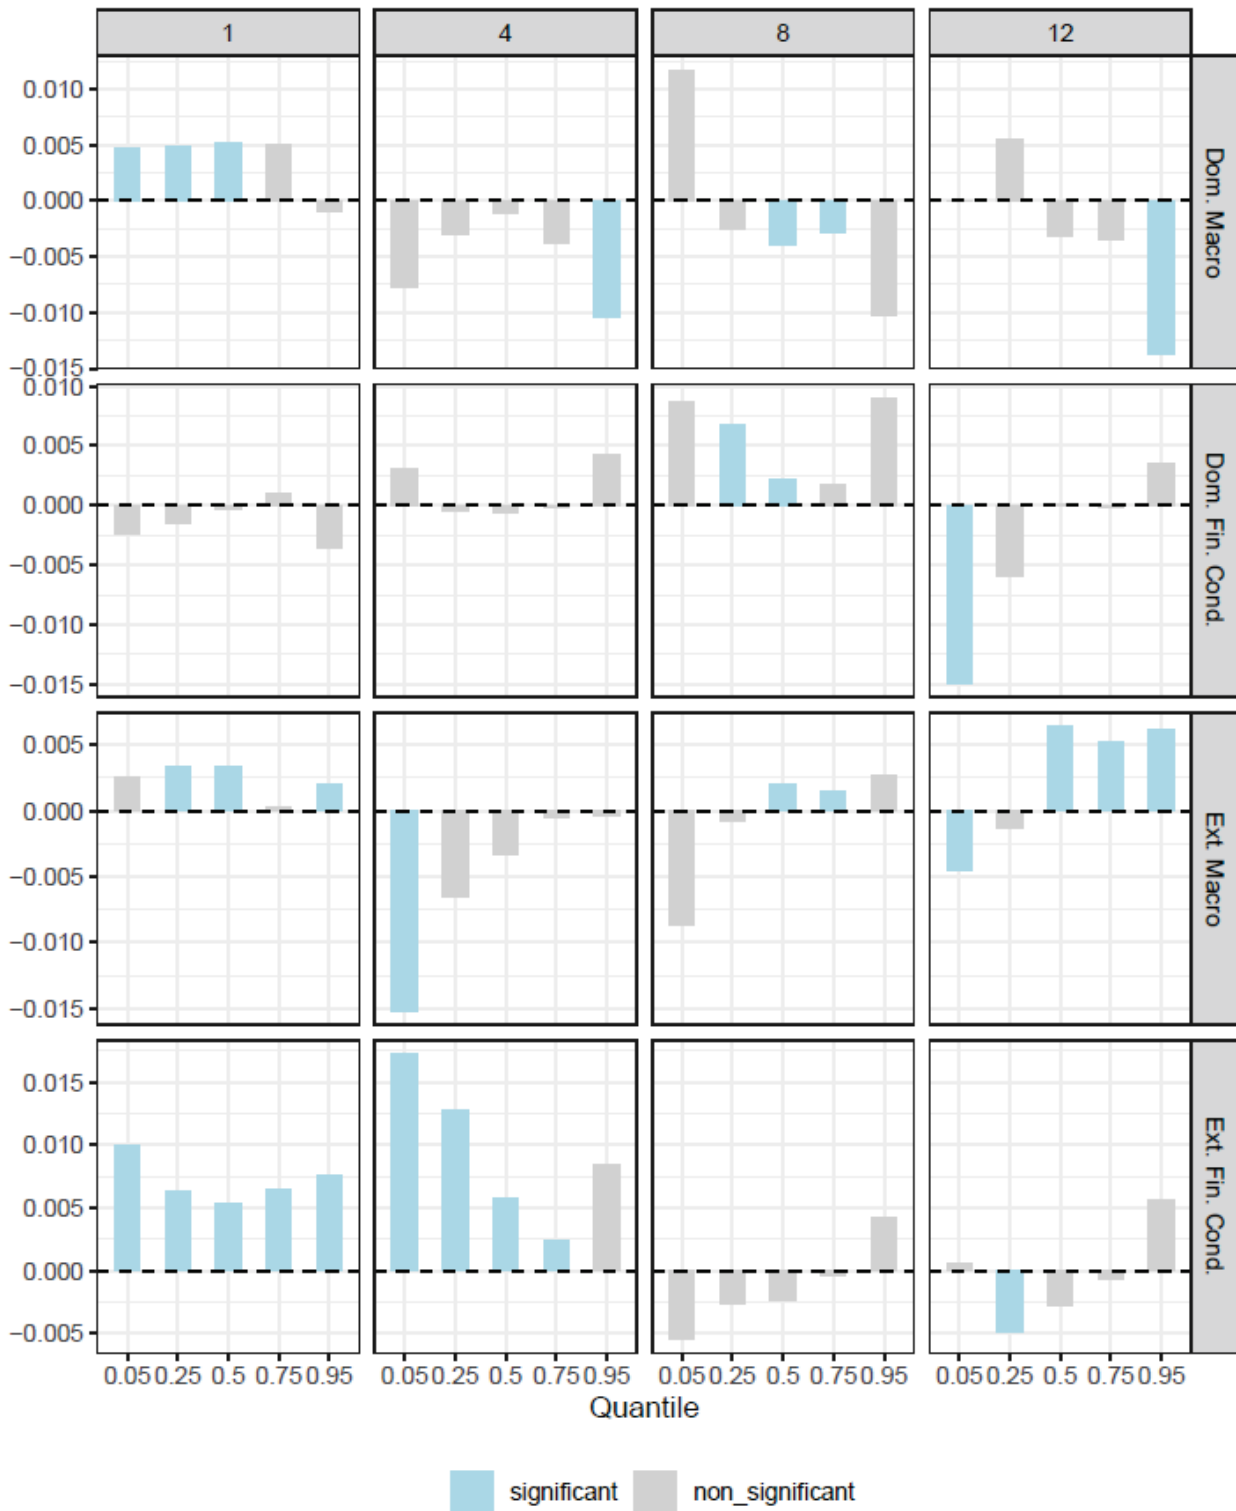 1 4 8 12
0.010
0.005
0.000
−0.005
−0.010
−0.015
Dom. Macro
0.010
0.005
0.000
−0.005
−0.010
−0.015
Dom. Fin. Cond.
0.005
0.000
−0.005
−0.010
−0.015
Ext Macro
0.015
0.010
0.005
0.000
−0.005
Ext. Fin. Cond.
0.05 0.25 0.5 0.75 0.95 0.05 0.25 0.5 0.75 0.95 0.05 0.25 0.5 0.75 0.95 0.05 0.25 0.5 0.75 0.95
Quantile
significant non_significant